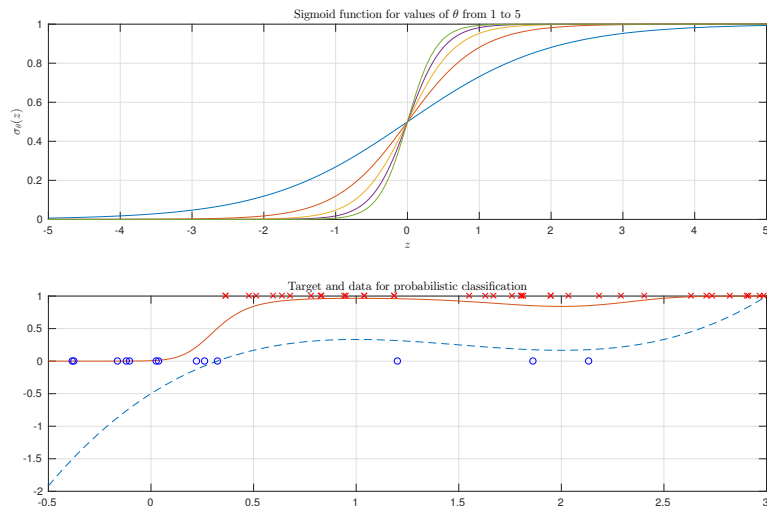 Sigmoid function for values of θ from 1 to 5
1
0.8
0.6
0.4
0.2
0
σ_θ(z)
-5 -4 -3 -2 -1 0 1 2 3 4 5
z
Target and data for probabilistic classification
1
0.5
0
-0.5
-1
-1.5
-2
-0.5 0 0.5 1 1.5 2 2.5 3